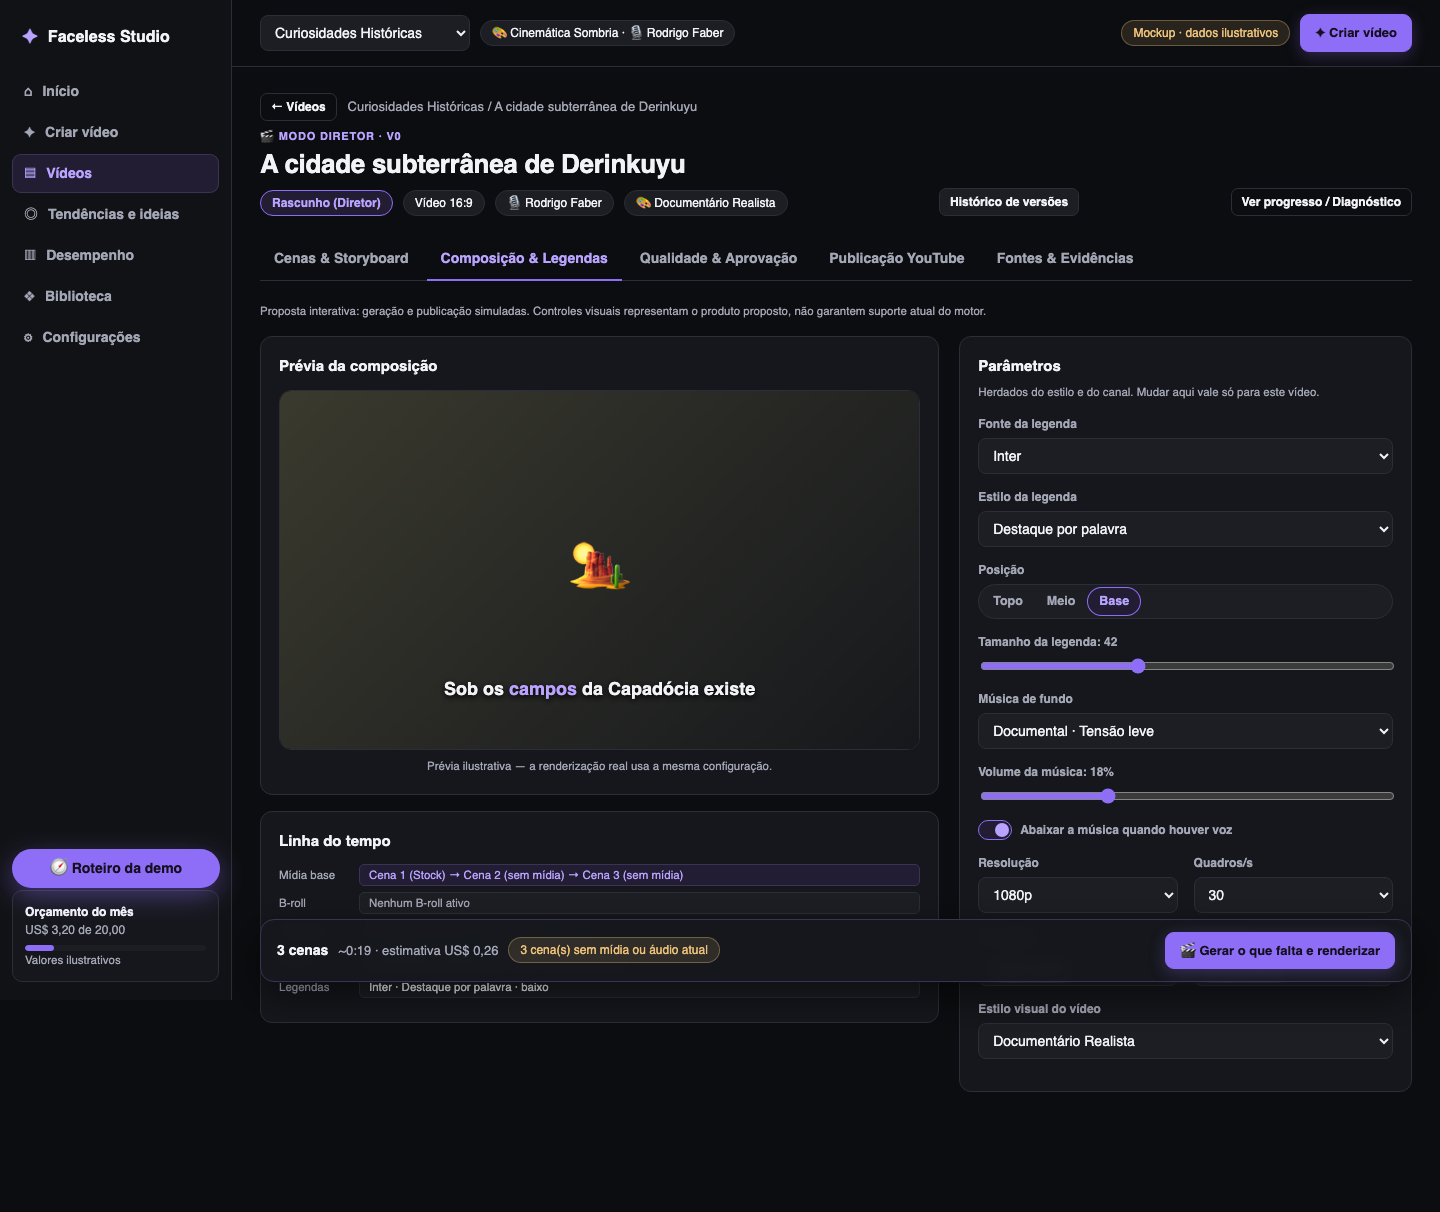 Faceless Studio
Início
Criar vídeo
Vídeos
Tendências e ideias
Desempenho
Biblioteca
Configurações
Roteiro da demo
Orçamento do mês
US$ 3,20 de 20,00
Valores ilustrativos
Curiosidades Históricas
Cinemática Sombria · Rodrigo Faber
Mockup · dados ilustrativos
✦ Criar vídeo
← Vídeos
Curiosidades Históricas / A cidade subterrânea de Derinkuyu
MODO DIRETOR · V0
A cidade subterrânea de Derinkuyu
Rascunho (Diretor)
Vídeo 16:9
Rodrigo Faber
Documentário Realista
Histórico de versões
Ver progresso / Diagnóstico
Cenas & Storyboard
Composição & Legendas
Qualidade & Aprovação
Publicação YouTube
Fontes & Evidências
Proposta interativa: geração e publicação simuladas. Controles visuais representam o produto proposto, não garantem suporte atual do motor.
Prévia da composição
Sob os campos da Capadócia existe
Prévia ilustrativa — a renderização real usa a mesma configuração.
Linha do tempo
Mídia base
Cena 1 (Stock) → Cena 2 (sem mídia) → Cena 3 (sem mídia)
B-roll
Nenhum B-roll ativo
Legendas
Inter · Destaque por palavra · baixo
Parâmetros
Herdados do estilo e do canal. Mudar aqui vale só para este vídeo.
Fonte da legenda
Inter
Estilo da legenda
Destaque por palavra
Posição
Topo
Meio
Base
Tamanho da legenda: 42
Música de fundo
Documental · Tensão leve
Volume da música: 18%
Abaixar a música quando houver voz
Resolução
Quadros/s
1080p
30
Estilo visual do vídeo
Documentário Realista
3 cenas
~0:19 · estimativa US$ 0,26
3 cena(s) sem mídia ou áudio atual
Gerar o que falta e renderizar